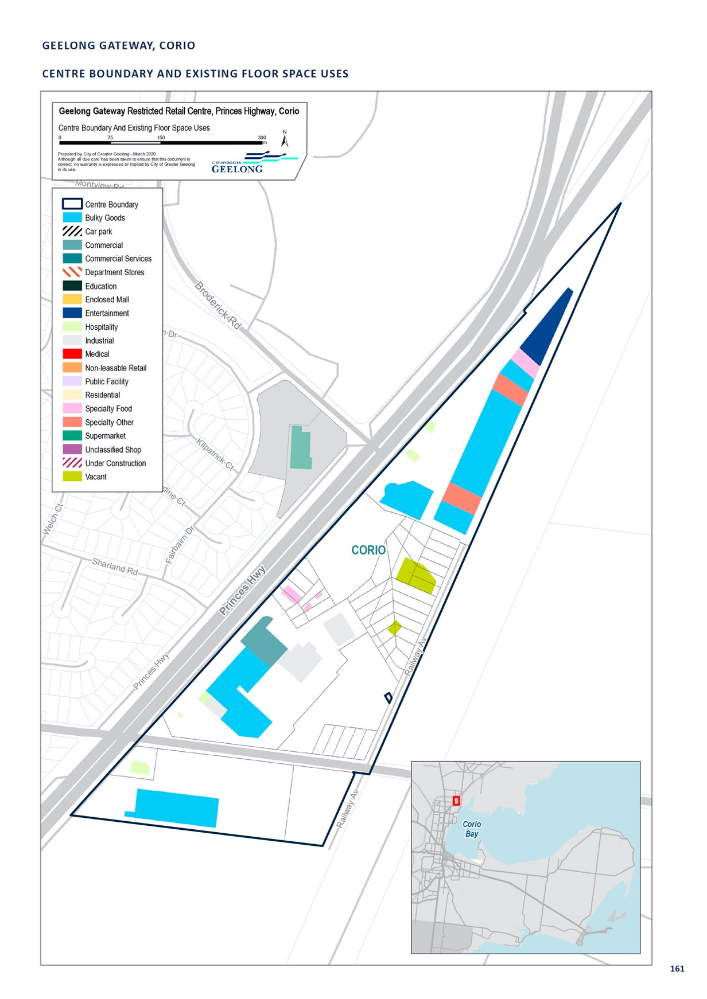 GEELONG GATEWAY, CORIO
CENTRE BOUNDARY AND EXISTING FLOOR SPACE USES
Geelong Gateway Restricted Retail Centre, Princes Highway, Corio
Centre Boundary And Existing Floor Space Uses
0 75 150 300
m
N
Prepared by City of Greater Geelong - March 2020
Although all due care has been taken to ensure that this document is
correct, no warranty is expressed or implied by City of Greater Geelong
in its use.
CITY OF GREATER
GEELONG
Montview Rd
Centre Boundary
Bulky Goods
Car park
Commercial
Commercial Services
Department Stores
Education
Enclosed Mall
Entertainment
Hospitality
Industrial
Medical
Non-leasable Retail
Public Facility
Residential
Specialty Food
Specialty Other
Supermarket
Unclassified Shop
Under Construction
Vacant
Broderick Rd
n Dr
Kilpatrick Ct
dine Ct
Welch Ct
Fairbairn Dr
Sharland Rd
CORIO
Princes Hwy
Princes Hwy
Railway Av
Railway Av
Corio
Bay
161